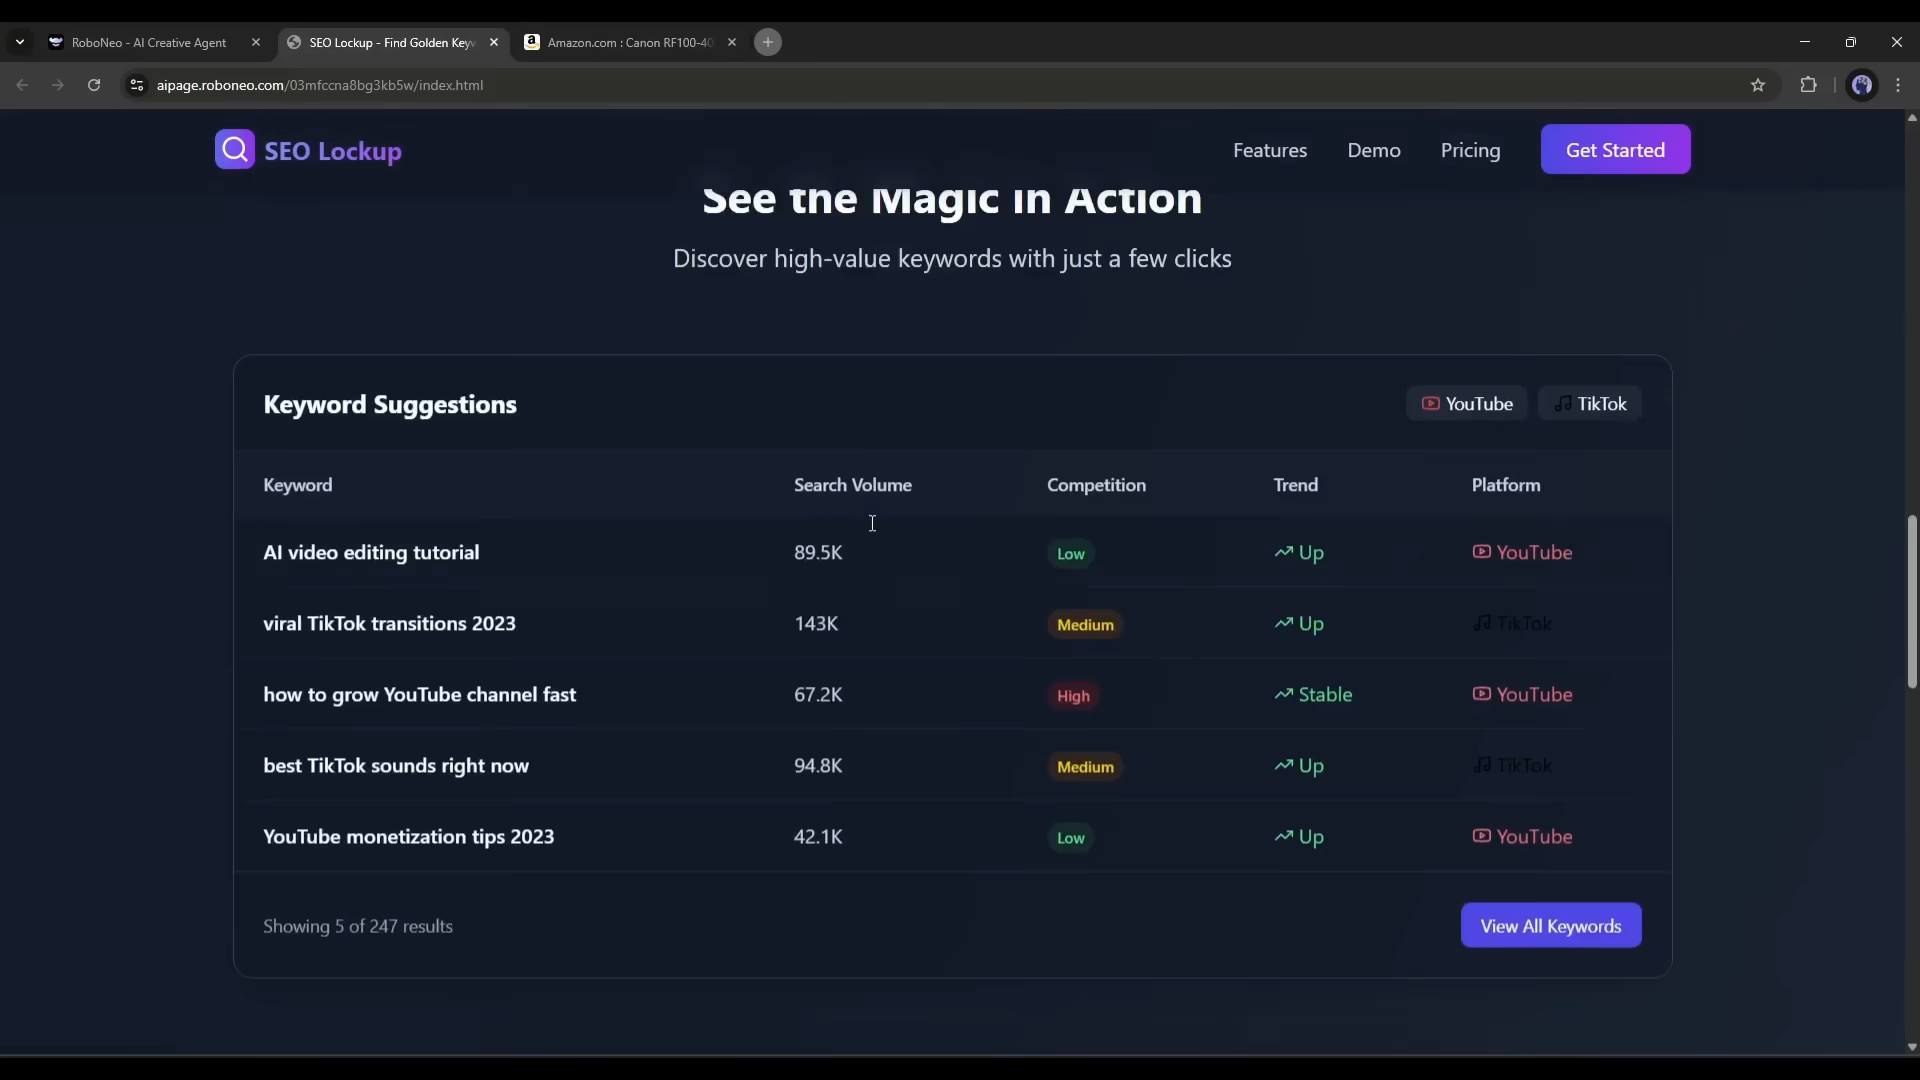 RoboNeo - AI Creative Agent
SEO Lockup - Find Golden Key
Amazon.com : Canon RF100-40
aipage.roboneo.com/03mfccna8bg3kb5w/index.html
SEO Lockup
Features
Demo
Pricing
Get Started
See the Magic in Action
Discover high-value keywords with just a few clicks
Keyword Suggestions
YouTube
TikTok
Keyword Search Volume Competition Trend Platform
AI video editing tutorial 89.5K Low Up YouTube
viral TikTok transitions 2023 143K Medium Up TikTok
how to grow YouTube channel fast 67.2K High Stable YouTube
best TikTok sounds right now 94.8K Medium Up TikTok
YouTube monetization tips 2023 42.1K Low Up YouTube
Showing 5 of 247 results
View All Keywords